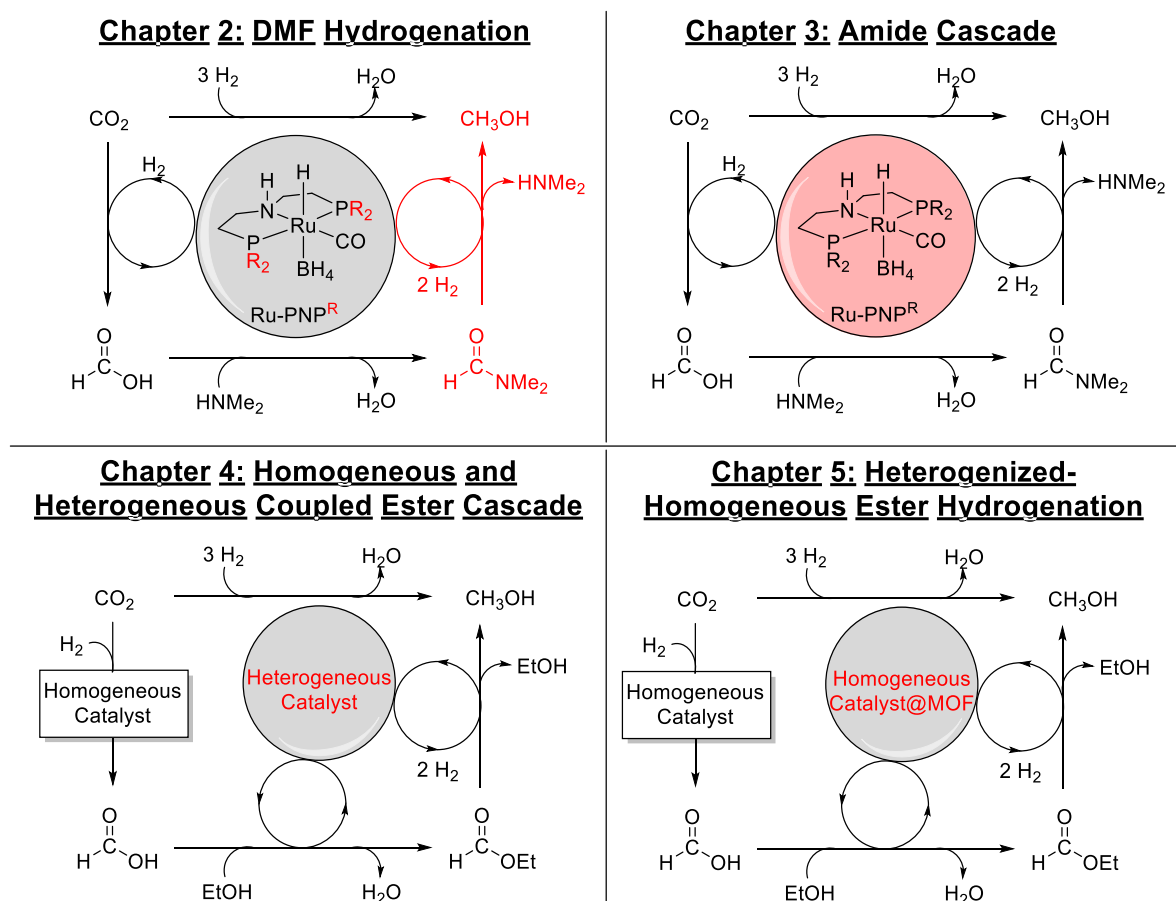 Chapter 2: DMF Hydrogenation
3 H2
H2O
CO2
CH3OH
H2
HNMe2
H
H
N
PR2
Ru
P
CO
R2
BH4
2 H2
Ru-PNPR
O
H
OH
O
H
NMe2
HNMe2
H2O
Chapter 3: Amide Cascade
3 H2
H2O
CO2
CH3OH
H2
HNMe2
H
H
N
PR2
Ru
P
CO
R2
BH4
2 H2
Ru-PNPR
O
H
OH
O
H
NMe2
HNMe2
H2O
Chapter 4: Homogeneous and
Heterogeneous Coupled Ester Cascade
3 H2
H2O
CO2
CH3OH
H2
EtOH
Homogeneous
Catalyst
Heterogeneous
Catalyst
2 H2
O
H
OH
O
H
OEt
EtOH
H2O
Chapter 5: Heterogenized-
Homogeneous Ester Hydrogenation
3 H2
H2O
CO2
CH3OH
H2
EtOH
Homogeneous
Catalyst
Homogeneous
Catalyst@MOF
2 H2
O
H
OH
O
H
OEt
EtOH
H2O